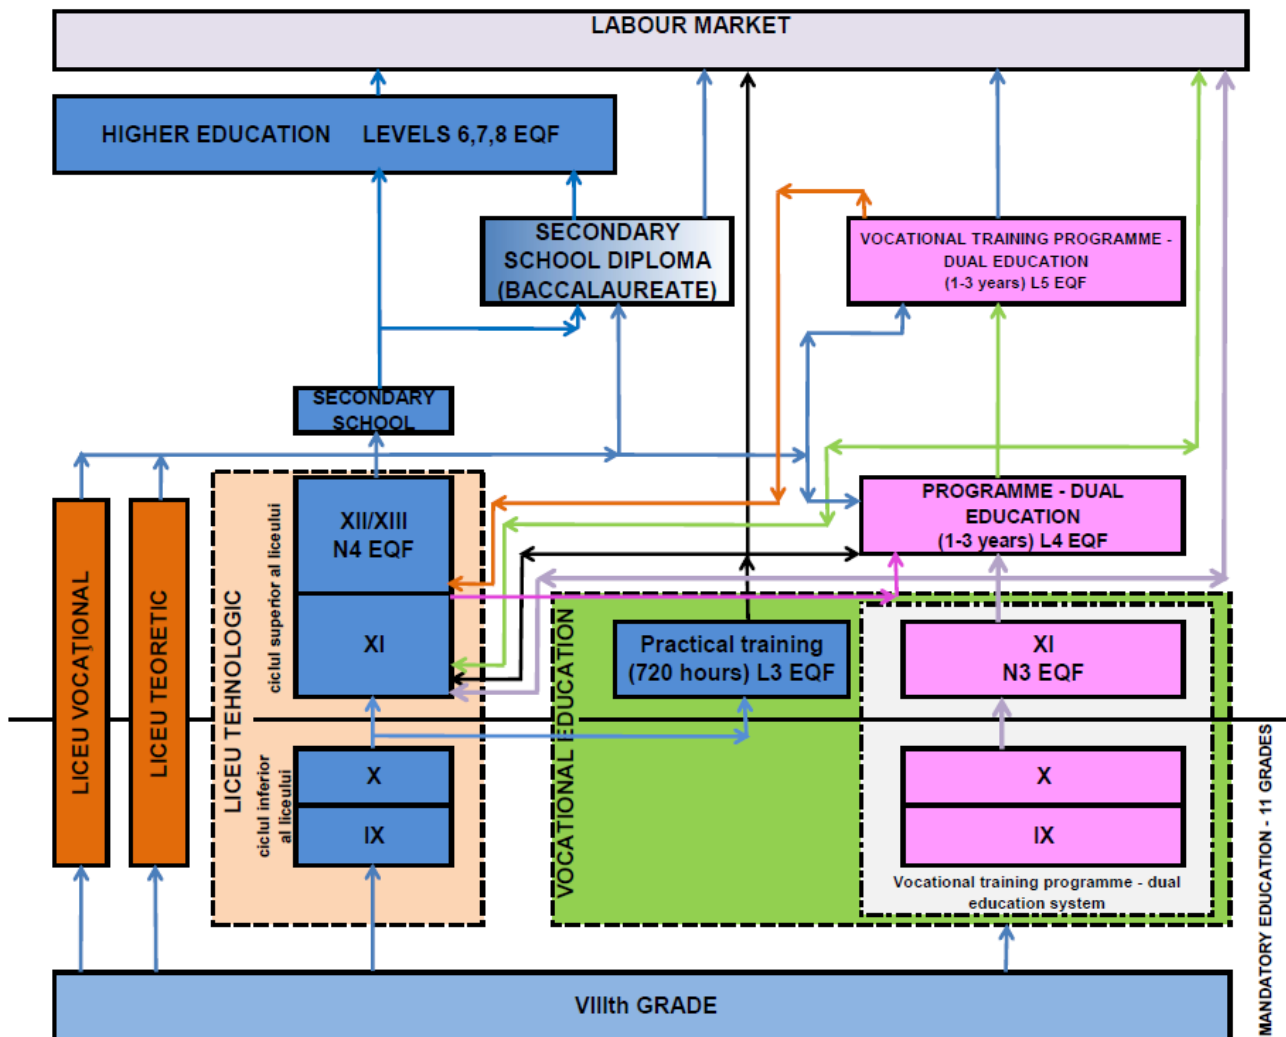 LABOUR MARKET
HIGHER EDUCATION LEVELS 6,7,8 EQF
SECONDARY
SCHOOL DIPLOMA
(BACCALAUREATE)
VOCATIONAL TRAINING PROGRAMME -
DUAL EDUCATION
(1-3 years) L5 EQF
SECONDARY
SCHOOL
PROGRAMME - DUAL
EDUCATION
(1-3 years) L4 EQF
LICEU VOCAȚIONAL
LICEU TEORETIC
LICEU TEHNOLOGIC
ciclul superior al liceului
XII/XIII
N4 EQF
XI
ciclul inferior
al liceului
X
IX
VOCATIONAL EDUCATION
Practical training
(720 hours) L3 EQF
XI
N3 EQF
X
IX
Vocational training programme - dual
education system
MANDATORY EDUCATION - 11 GRADES
VIIIth GRADE